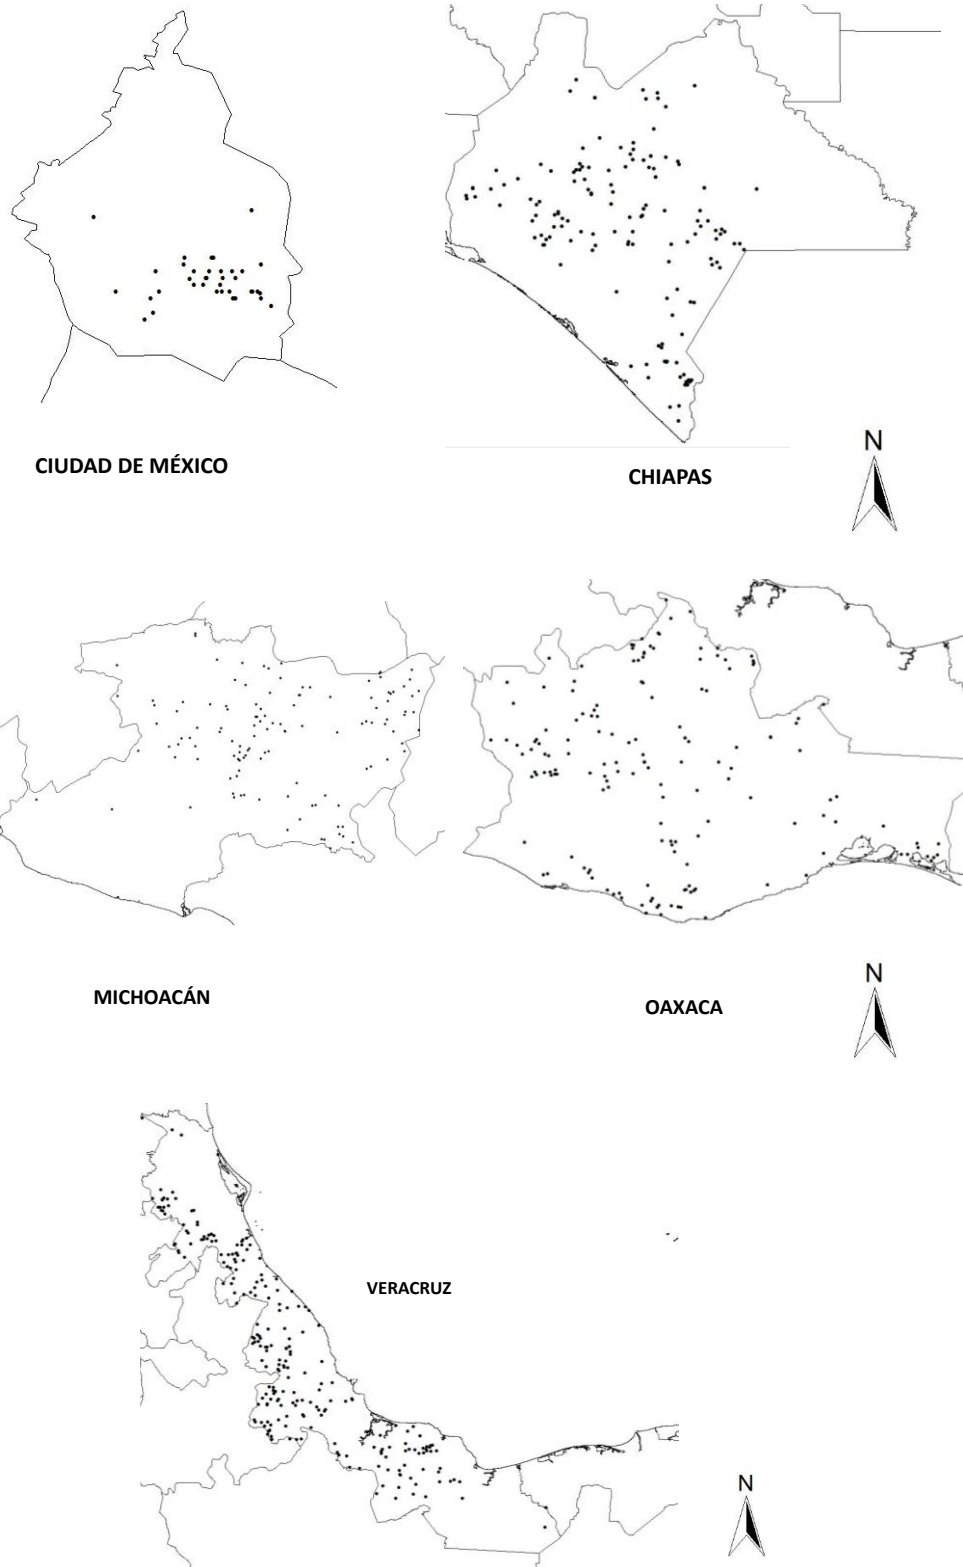 CIUDAD DE MÉXICO
CHIAPAS
N
MICHOACÁN
OAXACA
N
VERACRUZ
N